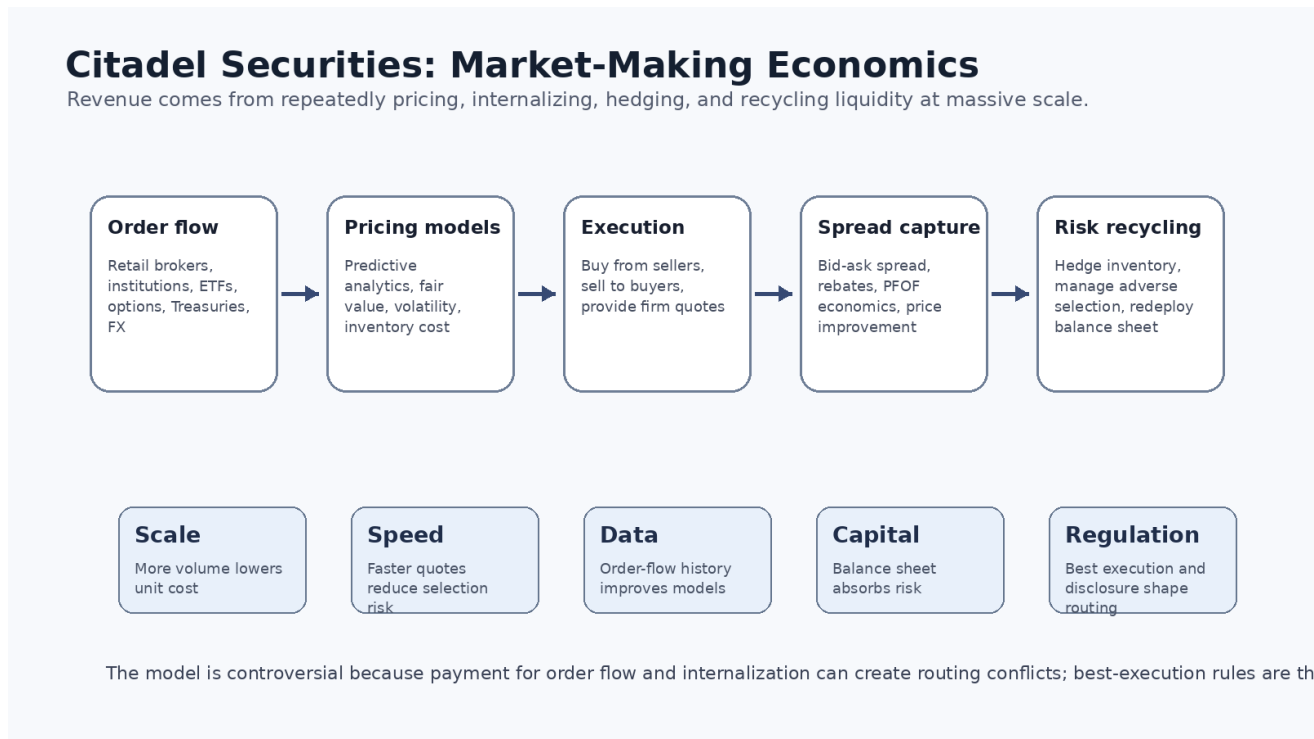 Citadel Securities: Market-Making Economics
Revenue comes from repeatedly pricing, internalizing, hedging, and recycling liquidity at massive scale.
Order flow
Retail brokers,
institutions, ETFs,
options, Treasuries,
FX
Pricing models
Predictive
analytics, fair
value, volatility,
inventory cost
Execution
Buy from sellers,
sell to buyers,
provide firm quotes
Spread capture
Bid-ask spread,
rebates, PFOF
economics, price
improvement
Risk recycling
Hedge inventory,
manage adverse
selection, redeploy
balance sheet
Scale
More volume lowers
unit cost
Speed
Faster quotes
reduce selection
risk
Data
Order-flow history
improves models
Capital
Balance sheet
absorbs risk
Regulation
Best execution and
disclosure shape
routing
The model is controversial because payment for order flow and internalization can create routing conflicts; best-execution rules are